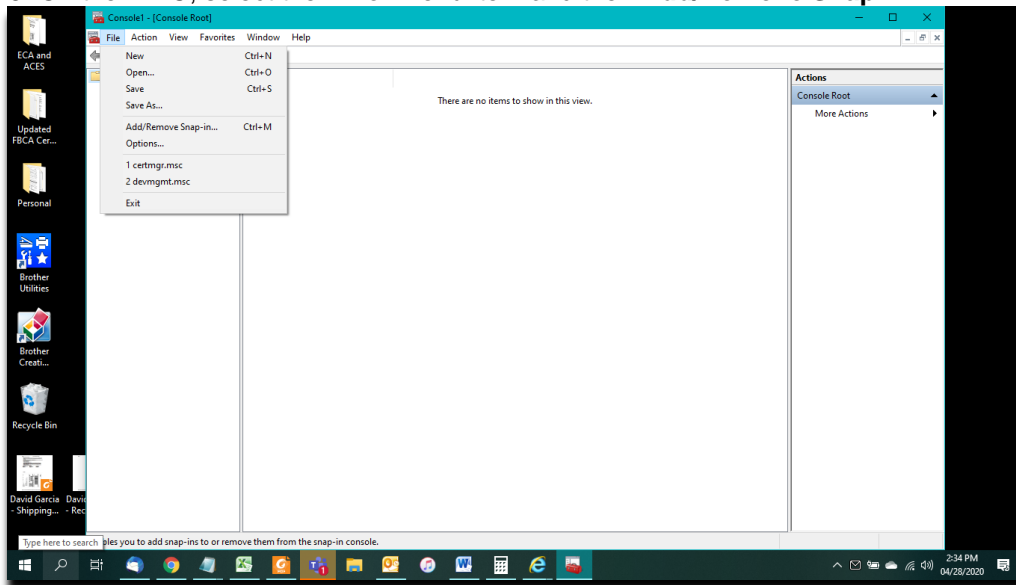 Console1 - [Console Root]
File Action View Favorites Window Help
New Ctrl+N
Open... Ctrl+O
Save Ctrl+S
Save As...
Add/Remove Snap-in... Ctrl+M
Options...
1 certmgr.msc
2 devmgmt.msc
Exit
There are no items to show in this view.
Actions
Console Root
More Actions
ECA and
ACES
Updated
FBCA Cer...
Personal
Brother
Utilities
Brother
Creati...
Recycle Bin
David Garcia
- Shipping...
- Rec
Type here to search
you to add snap-ins to or remove them from the snap-in console.
2:34 PM
04/28/2020